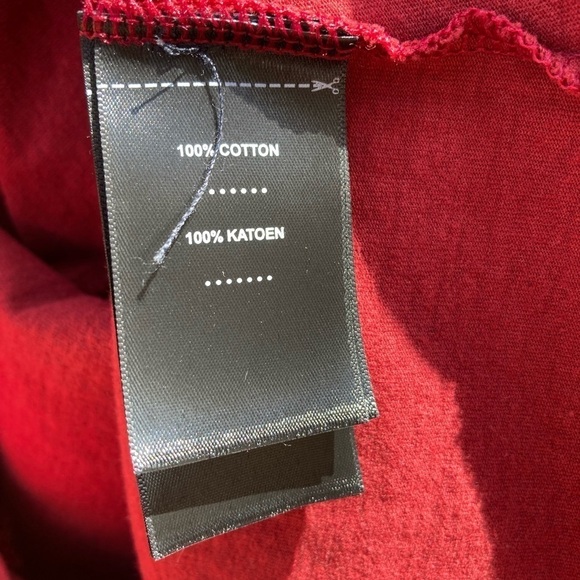 100% COTTON
......
100% KATOEN
.......